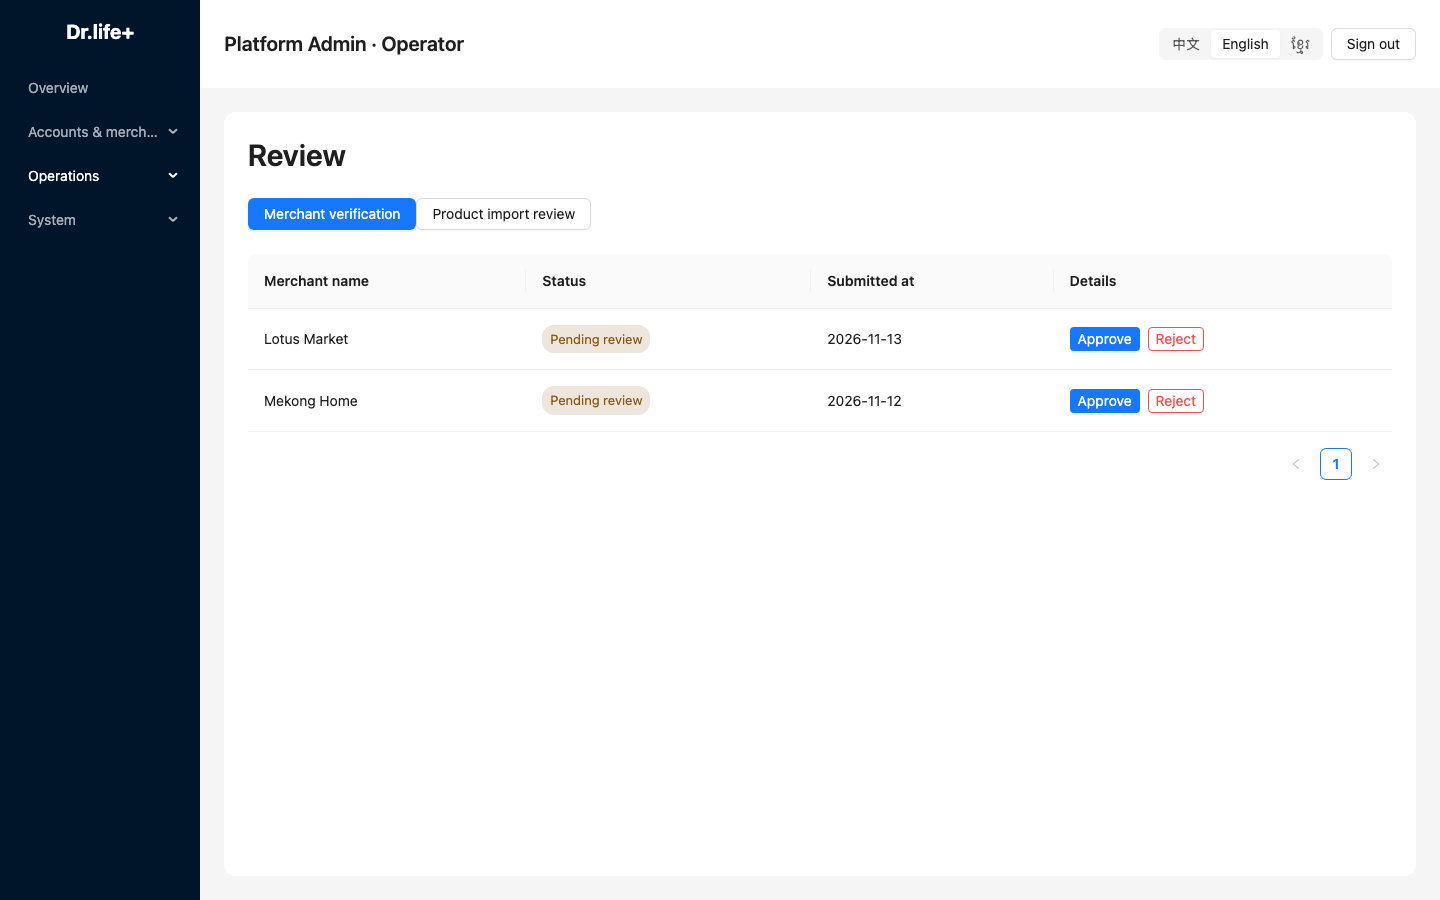 Dr.life+
Overview
Accounts & merch...
Operations
System
Platform Admin · Operator
中文 English ខ្មែរ Sign out
Review
Merchant verification Product import review
Merchant name Status Submitted at Details
Lotus Market Pending review 2026-11-13 Approve Reject
Mekong Home Pending review 2026-11-12 Approve Reject
1